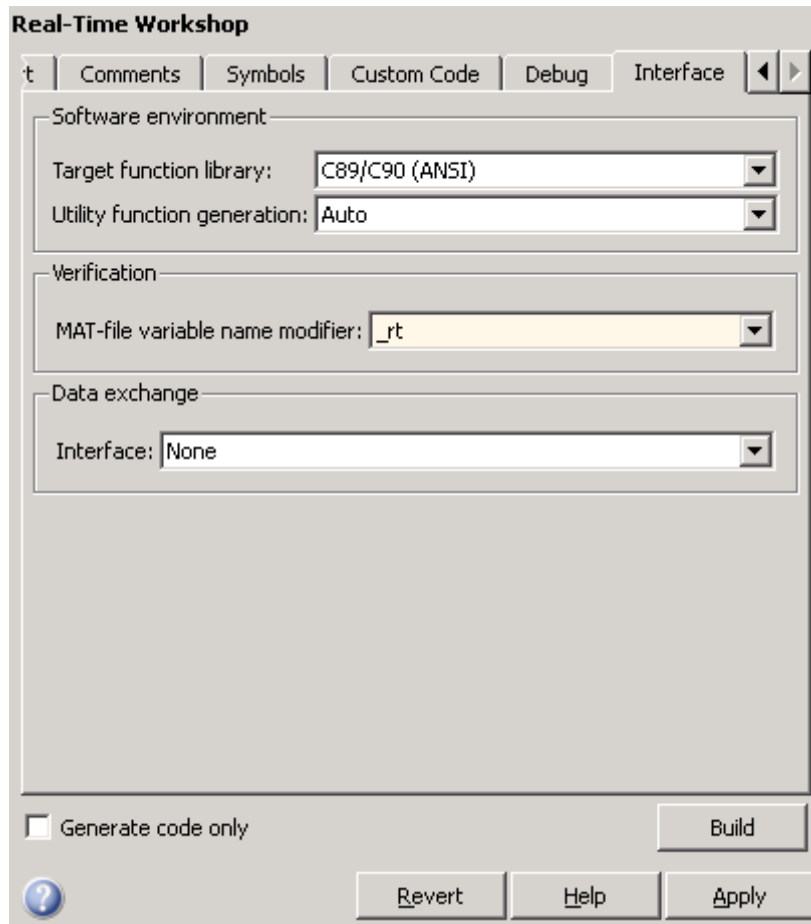 Real-Time Workshop
t Comments Symbols Custom Code Debug Interface
Software environment
Target function library: C89/C90 (ANSI)
Utility function generation: Auto
Verification
MAT-file variable name modifier: _rt
Data exchange
Interface: None
Generate code only Build
? Revert Help Apply